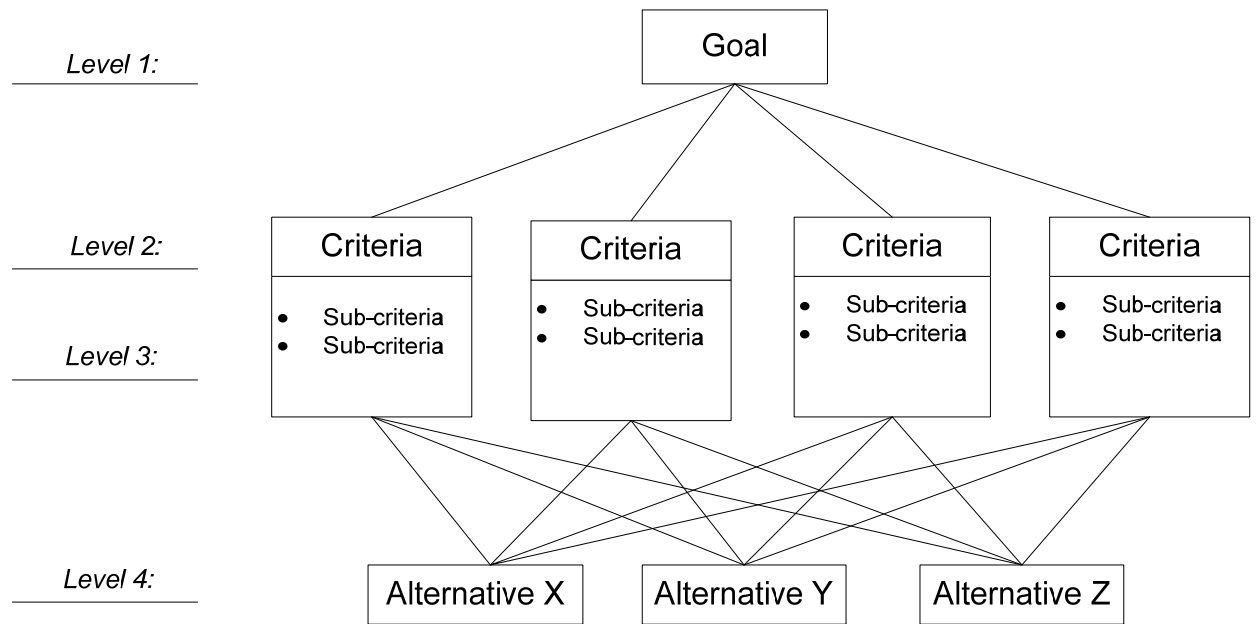 Level 1:
Goal
Level 2:
Criteria
Criteria
Criteria
Criteria
Level 3:
• Sub-criteria
• Sub-criteria
• Sub-criteria
• Sub-criteria
• Sub-criteria
• Sub-criteria
• Sub-criteria
• Sub-criteria
Level 4:
Alternative X
Alternative Y
Alternative Z